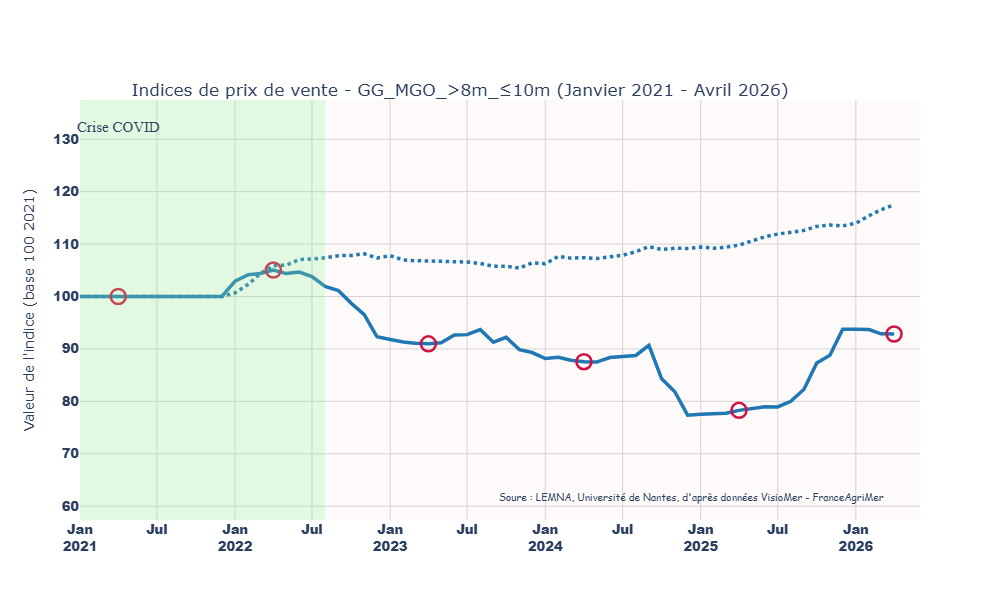 Indices de prix de vente - GG_MGO_>8m_≤10m (Janvier 2021 - Avril 2026)
Crise COVID
Valeur de l'indice (base 100 2021)
130
120
110
100
90
80
70
60
Soure : LEMNA, Université de Nantes, d'après données VisioMer - FranceAgriMer
Jan Jul Jan Jul Jan Jul Jan Jul Jan Jul Jan
2021 2022 2023 2024 2025 2026